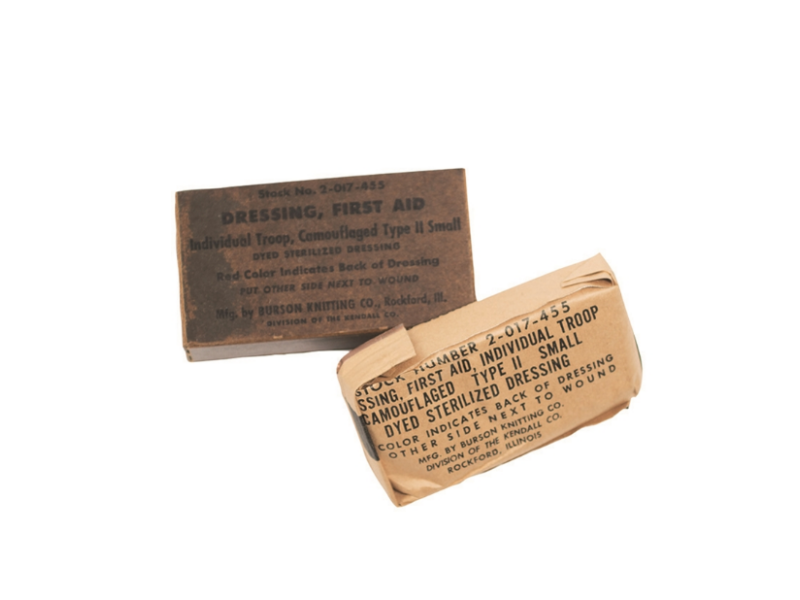 Stock No. 2-017-455
DRESSING, FIRST AID
Individual Troop, Camouflaged Type II Small
DYED STERILIZED DRESSING
Red Color Indicates Back of Dressing
PUT OTHER SIDE NEXT TO WOUND
Mfg. by BURSON KNITTING CO., Rockford, Ill.
DIVISION OF THE KENDALL CO.
STOCK NUMBER 2-017-455
SSING, FIRST AID, INDIVIDUAL TROOP
CAMOUFLAGED TYPE II SMALL
DYED STERILIZED DRESSING
COLOR INDICATES BACK OF DRESSING
OTHER SIDE NEXT TO WOUND
MFG. BY BURSON KNITTING CO.
DIVISION OF THE KENDALL CO.
ROCKFORD, ILLINOIS